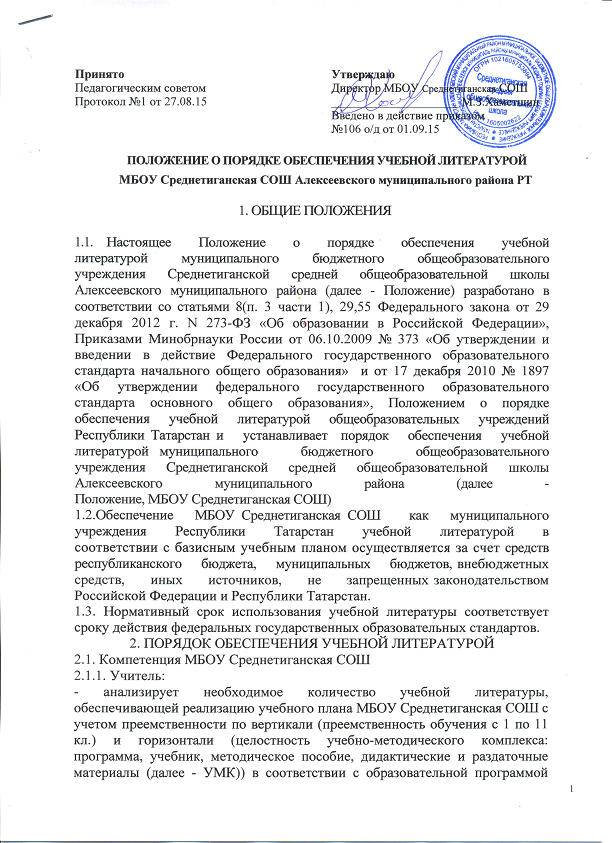 Принято
Педагогическим советом
Протокол №1 от 27.08.15
Утверждаю
Директор МБОУ Среднетиганская СОШ
М.З.Хаметшин
Введено в действие приказом
№106 о/д от 01.09.15
ПОЛОЖЕНИЕ О ПОРЯДКЕ ОБЕСПЕЧЕНИЯ УЧЕБНОЙ ЛИТЕРАТУРОЙ
МБОУ Среднетиганская СОШ Алексеевского муниципального района РТ
1. ОБЩИЕ ПОЛОЖЕНИЯ
1.1. Настоящее Положение о порядке обеспечения учебной
литературой муниципального бюджетного общеобразовательного
учреждения Среднетиганской средней общеобразовательной школы
Алексеевского муниципального района (далее - Положение) разработано в
соответствии со статьями 8(п. 3 части 1), 29,55 Федерального закона от 29
декабря 2012 г. N 273-ФЗ «Об образовании в Российской Федерации»,
Приказами Минобрнауки России от 06.10.2009 № 373 «Об утверждении и
введении в действие Федерального государственного образовательного
стандарта начального общего образования» и от 17 декабря 2010 № 1897
«Об утверждении федерального государственного образовательного
стандарта основного общего образования», Положением о порядке
обеспечения учебной литературой общеобразовательных учреждений
Республики Татарстан и устанавливает порядок обеспечения учебной
литературой муниципального бюджетного общеобразовательного
учреждения Среднетиганской средней общеобразовательной школы
Алексеевского муниципального района (далее -
Положение, МБОУ Среднетиганская СОШ)
1.2.Обеспечение МБОУ Среднетиганская СОШ как муниципального
учреждения Республики Татарстан учебной литературой в
соответствии с базисным учебным планом осуществляется за счет средств
республиканского бюджета, муниципальных бюджетов, внебюджетных
средств, иных источников, не запрещенных законодательством
Российской Федерации и Республики Татарстан.
1.3. Нормативный срок использования учебной литературы соответствует
сроку действия федеральных государственных образовательных стандартов.
2. ПОРЯДОК ОБЕСПЕЧЕНИЯ УЧЕБНОЙ ЛИТЕРАТУРОЙ
2.1. Компетенция МБОУ Среднетиганская СОШ
2.1.1. Учитель:
- анализирует необходимое количество учебной литературы,
обеспечивающей реализацию учебного плана МБОУ Среднетиганская СОШ с
учетом преемственности по вертикали (преемственность обучения с 1 по 11
кл.) и горизонтали (целостность учебно-методического комплекса:
программа, учебник, методическое пособие, дидактические и раздаточные
материалы (далее - УМК)) в соответствии с образовательной программой
1
Среднетиганская
средняя
общеобразовательная
школа